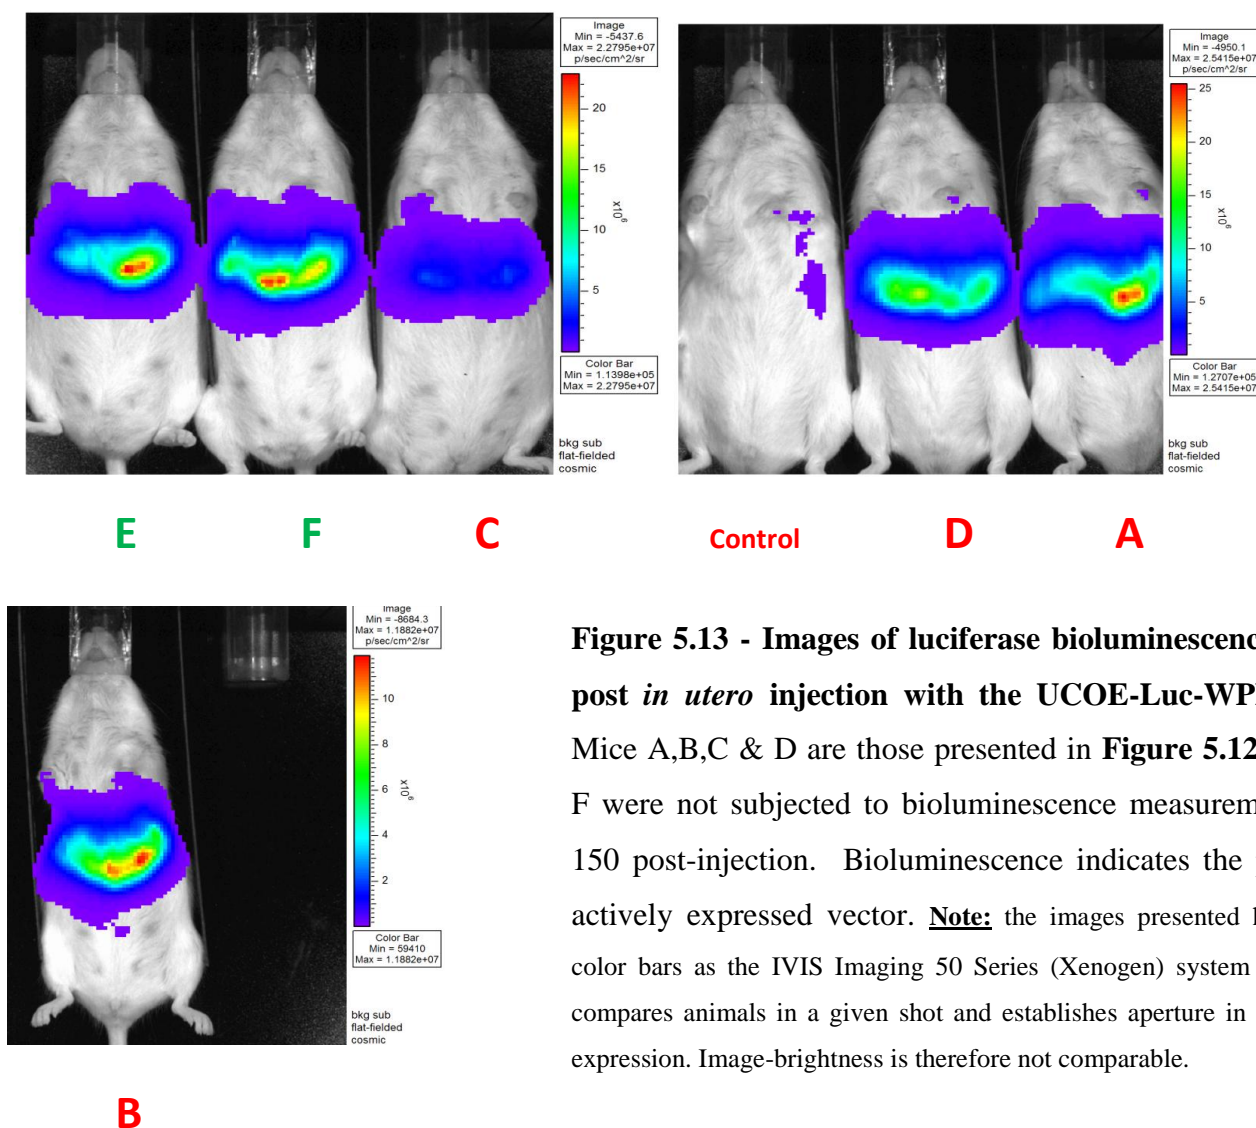 Image
Min = -5437.6
Max = 2.2795e+07
p/sec/cm^2/sr
20
15
x10^6
10
5
Color Bar
Min = 1.1398e+05
Max = 2.2795e+07
bkg sub
flat-fielded
cosmic
Image
Min = -4950.1
Max = 2.5415e+07
p/sec/cm^2/sr
25
20
15
x10^6
10
5
Color Bar
Min = 1.2707e+05
Max = 2.5415e+07
bkg sub
flat-fielded
cosmic
E F C Control D A
Image
Min = -8684.3
Max = 1.1882e+07
p/sec/cm^2/sr
10
8
x10^6
6
4
2
Color Bar
Min = 59410
Max = 1.1882e+07
bkg sub
flat-fielded
cosmic
B
Figure 5.13 - Images of luciferase bioluminescenc
post in utero injection with the UCOE-Luc-WP
Mice A,B,C & D are those presented in Figure 5.12
F were not subjected to bioluminescence measurem
150 post-injection. Bioluminescence indicates the
actively expressed vector. Note: the images presented
color bars as the IVIS Imaging 50 Series (Xenogen) system
compares animals in a given shot and establishes aperture in
expression. Image-brightness is therefore not comparable.